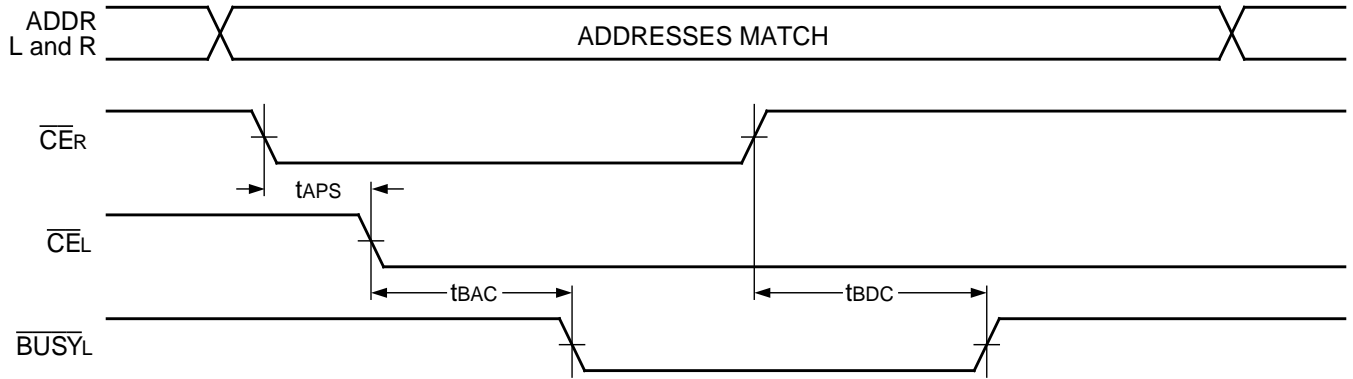 ADDR
L and R
ADDRESSES MATCH
CER
tAPS
CEL
tBAC
tBDC
BUSYL